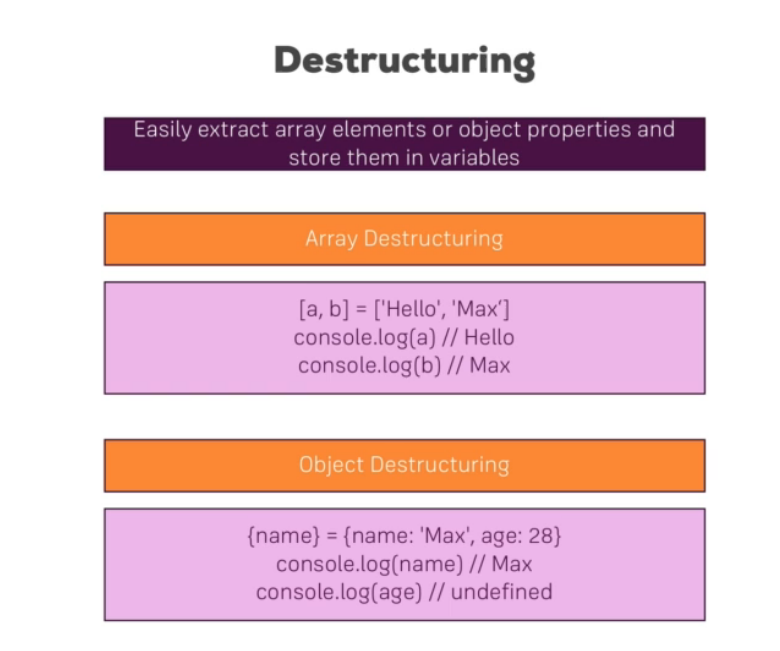 Destructuring
Easily extract array elements or object properties and
store them in variables
Array Destructuring
[a, b] = ['Hello', 'Max’]
console.log(a) // Hello
console.log(b) // Max
Object Destructuring
{name} = {name: 'Max', age: 28}
console.log(name) // Max
console.log(age) // undefined